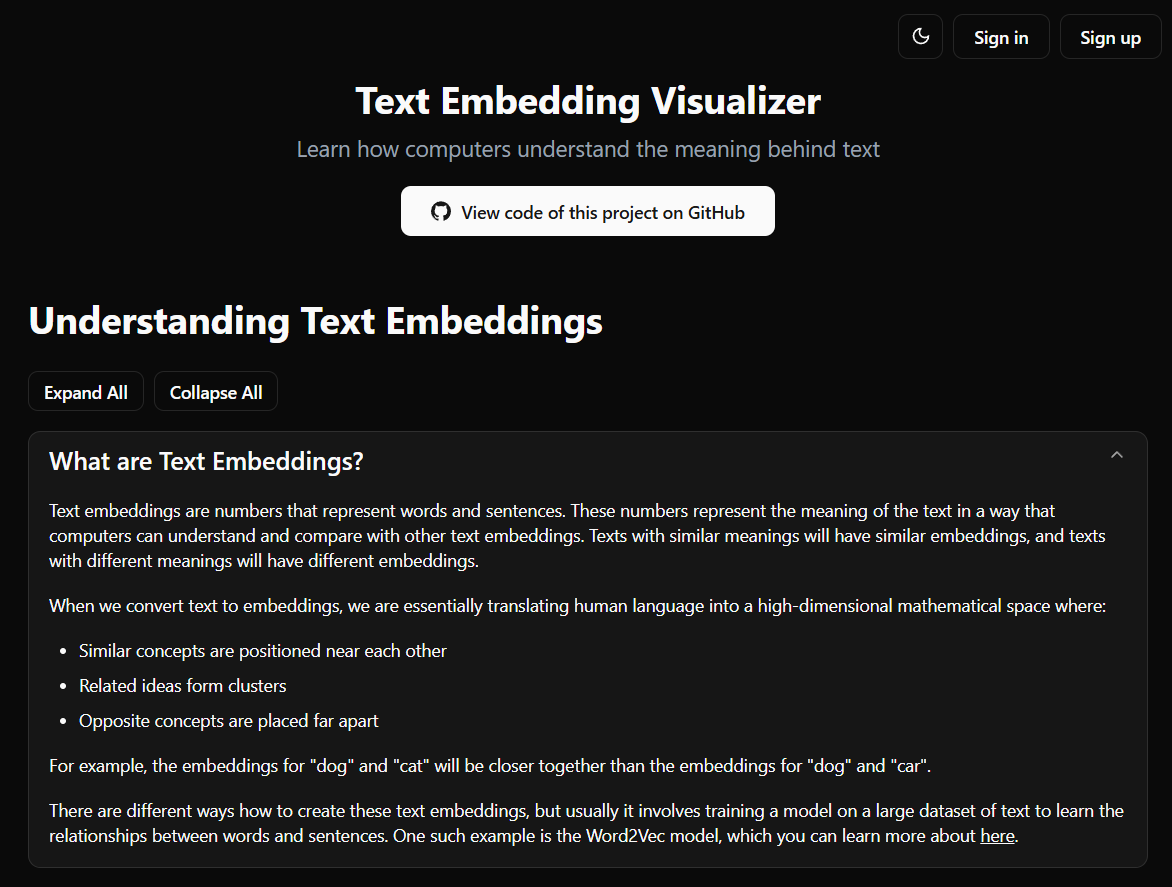 Sign in
Sign up
Text Embedding Visualizer
Learn how computers understand the meaning behind text
View code of this project on GitHub
Understanding Text Embeddings
Expand All
Collapse All
What are Text Embeddings?
Text embeddings are numbers that represent words and sentences. These numbers represent the meaning of the text in a way that
computers can understand and compare with other text embeddings. Texts with similar meanings will have similar embeddings, and texts
with different meanings will have different embeddings.
When we convert text to embeddings, we are essentially translating human language into a high-dimensional mathematical space where:
• Similar concepts are positioned near each other
• Related ideas form clusters
• Opposite concepts are placed far apart
For example, the embeddings for "dog" and "cat" will be closer together than the embeddings for "dog" and "car".
There are different ways how to create these text embeddings, but usually it involves training a model on a large dataset of text to learn the
relationships between words and sentences. One such example is the Word2Vec model, which you can learn more about here.